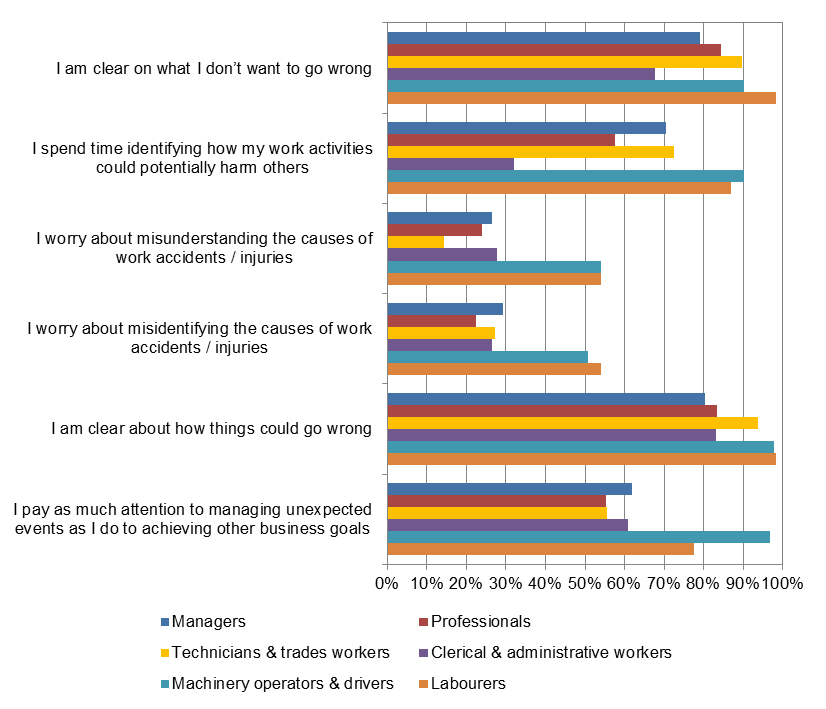 I am clear on what I don’t want to go wrong
I spend time identifying how my work activities
could potentially harm others
I worry about misunderstanding the causes of
work accidents / injuries
I worry about misidentifying the causes of work
accidents / injuries
I am clear about how things could go wrong
I pay as much attention to managing unexpected
events as I do to achieving other business goals
0% 10% 20% 30% 40% 50% 60% 70% 80% 90% 100%
Managers Professionals
Technicians & trades workers Clerical & administrative workers
Machinery operators & drivers Labourers